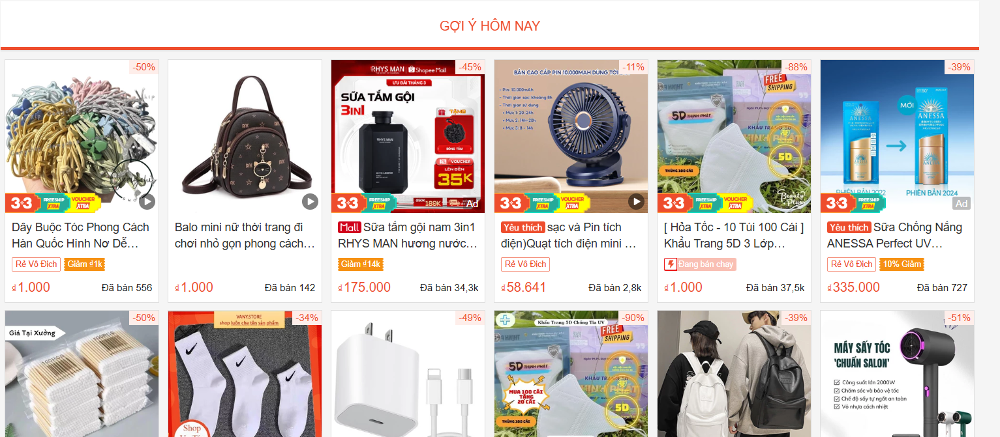 GỢI Ý HÔM NAY
-50%
3.3 FREESHIP XTRA VOUCHER XTRA
Dây Buộc Tóc Phong Cách
Hàn Quốc Hình Nơ Dễ...
Rẻ Vô Địch Giảm ₫1k
₫1.000 Đã bán 556
Balo mini nữ thời trang đi
chơi nhỏ gọn phong cách...
₫1.000 Đã bán 142
-45%
RHYS MAN Shopee Mall
ƯU ĐÃI THÁNG 3
SỮA TẮM GỘI
3IN1
TẶNG
BÔNG TẮM
RHYS MAN
VOUCHER
LÊN ĐẾN
35K
189K
3.3 FREESHIP XTRA
Ad
Mall Sữa tắm gội nam 3in1
RHYS MAN hương nước...
Giảm ₫14k
₫175.000 Đã bán 34,3k
-11%
BẢN CAO CẤP PIN 10.000MAH DÙNG TỚI
- Pin: 10.000mAh
- Thời gian sạc: khoảng 5h
- Thời gian sử dụng
+ Mức 1: 20-24h
+ Mức 2: 14h-20h
+ Mức 3: 8 - 14h
3.3 FREESHIP XTRA VOUCHER XTRA
Yêu thích sạc và Pin tích
điện)Quạt tích điện mini ...
Rẻ Vô Địch
₫58.641 Đã bán 2,8k
-88%
FREE
SHIPPING
5D THỊNH PHÁT
KHẨU TRANG 5D
THỊNH PHÁT
5D
THÙNG 100 CÁI
Beauty Plus
3.3 FREESHIP XTRA VOUCHER XTRA
[ Hỏa Tốc - 10 Túi 100 Cái ]
Khẩu Trang 5D 3 Lớp...
Đang bán chạy
₫1.000 Đã bán 37,5k
-39%
MỚI
ANESSA
PHIÊN BẢN 2022
PHIÊN BẢN 2024
3.3 FREESHIP XTRA
Ad
Yêu thích Sữa Chống Nắng
ANESSA Perfect UV...
Rẻ Vô Địch 10% Giảm
₫335.000 Đã bán 727
-50%
Giá Tại Xưởng
-34%
VANY.STORE
shop luôn che tên sản phẩm
Shop
-49%
-90%
Khẩu Trang 5D Chống Tia UV
FREE
SHIPPING
5D THỊNH PHÁT
KHẨU TRANG 5D
MUA 100 CÁI
TẶNG
20 CÁI
5D
THÙNG 100 CÁI
-39%
-51%
MÁY SẤY TÓC
'CHUẨN SALON'
Công suất lớn 2000W
Chăm sóc và bảo vệ tóc
Chế độ sấy tự ngắt an toàn
Vỏ nhựa cách nhiệt